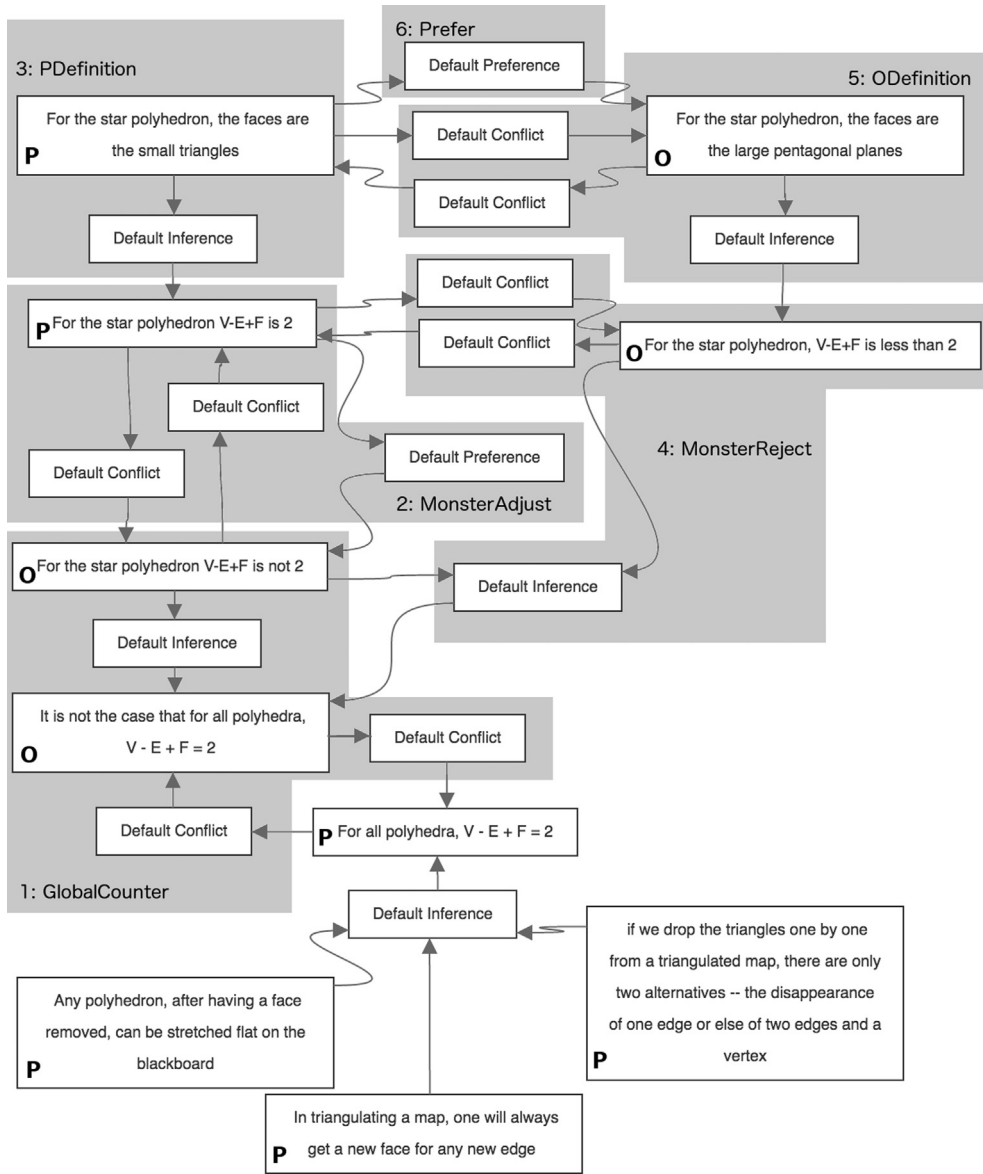 6: Prefer
Default Preference
3: PDefinition
5: ODefinition
For the star polyhedron, the faces are
the small triangles
P
Default Conflict
For the star polyhedron, the faces are
the large pentagonal planes
O
Default Conflict
Default Inference
Default Inference
Default Conflict
P For the star polyhedron V-E+F is 2
Default Conflict
O For the star polyhedron, V-E+F is less than 2
Default Conflict
Default Conflict
Default Preference
4: MonsterReject
2: MonsterAdjust
O For the star polyhedron V-E+F is not 2
Default Inference
Default Inference
It is not the case that for all polyhedra,
V - E + F = 2
O
Default Conflict
Default Conflict
P For all polyhedra, V - E + F = 2
1: GlobalCounter
Default Inference
if we drop the triangles one by one
from a triangulated map, there are only
two alternatives -- the disappearance
of one edge or else of two edges and a
vertex
P
Any polyhedron, after having a face
removed, can be stretched flat on the
blackboard
P
In triangulating a map, one will always
get a new face for any new edge
P